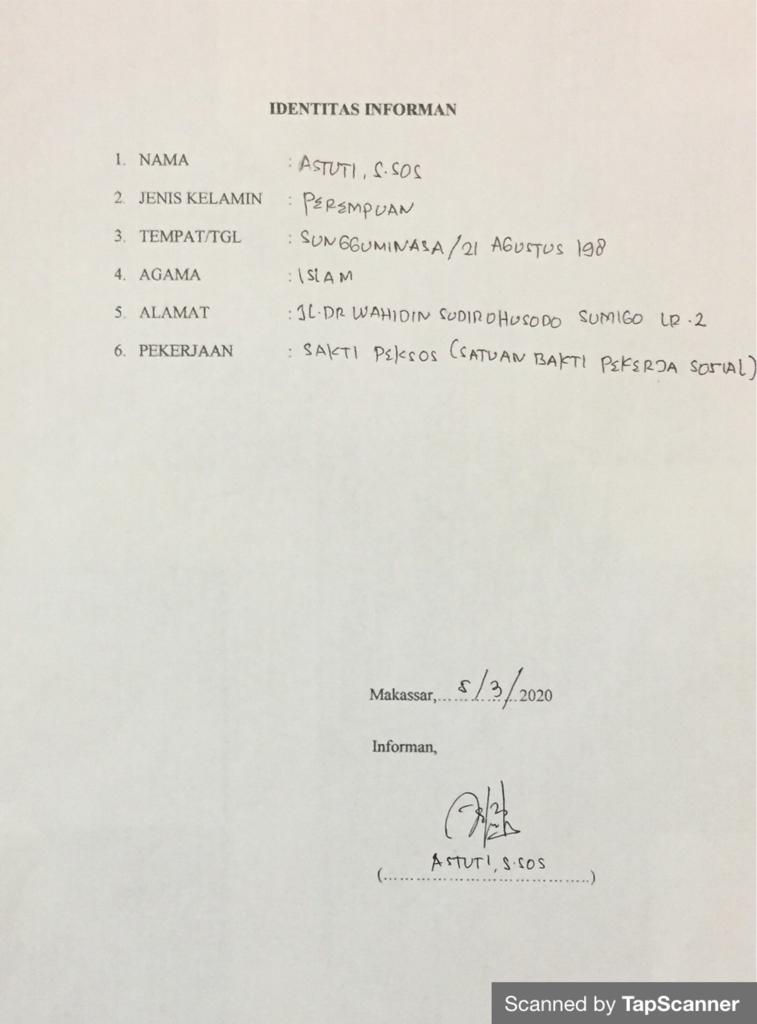 IDENTITAS INFORMAN
1. NAMA : ASTUTI, S.SOS
2. JENIS KELAMIN : PEREMPUAN
3. TEMPAT/TGL : SUNGGUMINASA/21 AGUSTUS 198
4. AGAMA : ISLAM
5. ALAMAT : JL.DR WAHIDIN SUDIROHUSODO SUMIGO LR.2
6. PEKERJAAN : SAKTI PEKSOS (SATUAN BAKTI PEKERJA SOSIAL)
Makassar,... 5/3/2020
Informan,
ASTUTI, S.SOS
(....................................)
Scanned by TapScanner